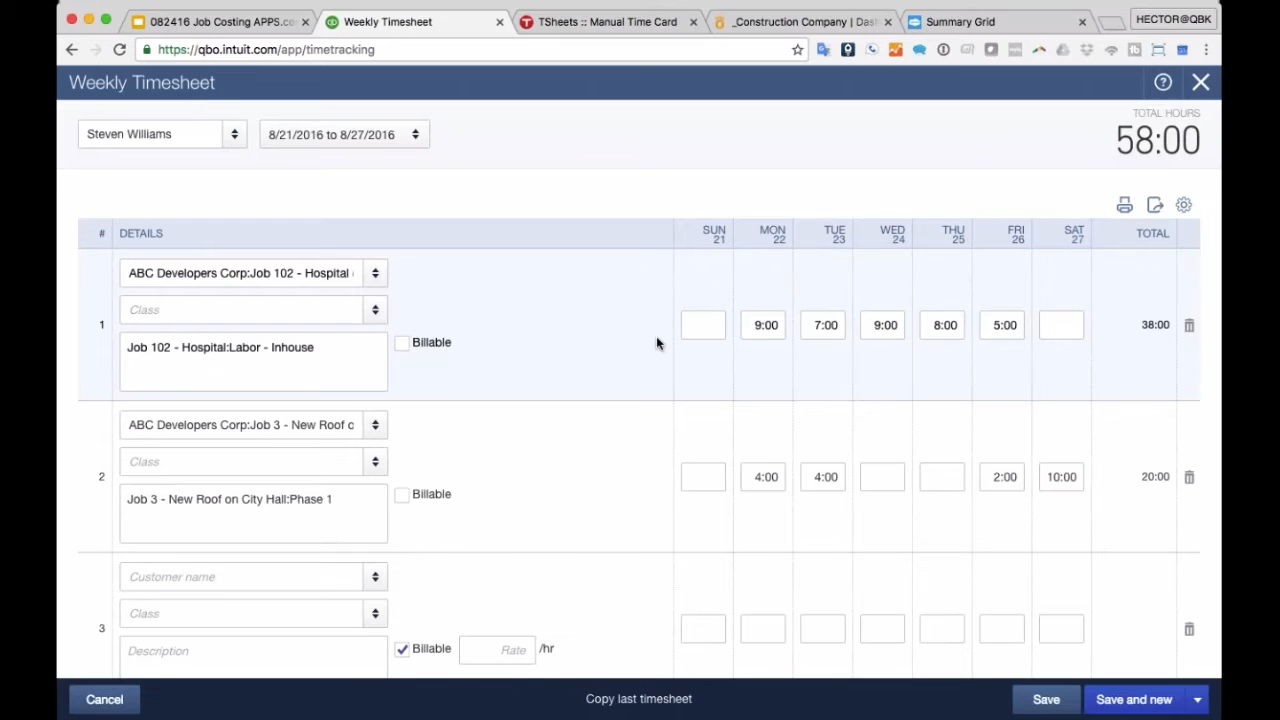 082416 Job Costing APPS.co
Weekly Timesheet
TSheets :: Manual Time Card
_Construction Company | Das
Summary Grid
HECTOR@QBK
https://qbo.intuit.com/app/timetracking
Weekly Timesheet
Steven Williams
8/21/2016 to 8/27/2016
TOTAL HOURS
58:00
# DETAILS SUN 21 MON 22 TUE 23 WED 24 THU 25 FRI 26 SAT 27 TOTAL
ABC Developers Corp:Job 102 - Hospital
Class
1 9:00 7:00 9:00 8:00 5:00 38:00
Job 102 - Hospital:Labor - Inhouse
Billable
ABC Developers Corp:Job 3 - New Roof o
Class
2 4:00 4:00 2:00 10:00 20:00
Job 3 - New Roof on City Hall:Phase 1
Billable
Customer name
Class
3
Description
Billable Rate /hr
Cancel
Copy last timesheet
Save
Save and new